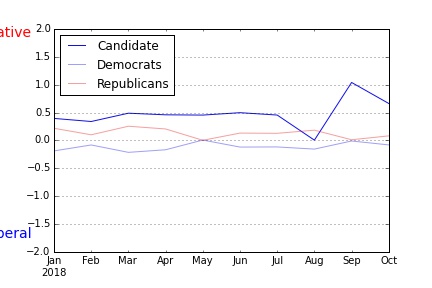 ative
2.0
Candidate
1.5
Democrats
Republicans
1.0
0.5
0.0
−0.5
−1.0
−1.5
peral
−2.0
Jan Feb Mar Apr May Jun Jul Aug Sep Oct
2018